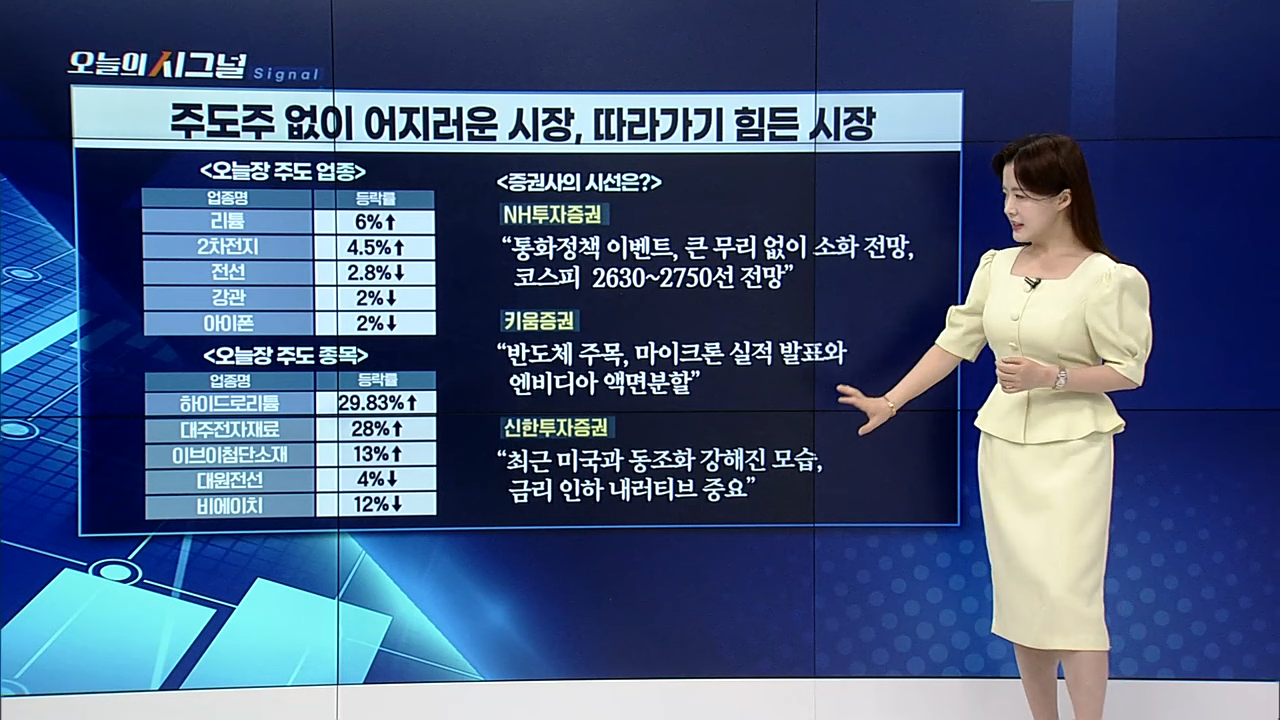 오늘의 시그널 Signal
주도주 없이 어지러운 시장, 따라가기 힘든 시장
<오늘장 주도 업종>
업종명 등락률
리튬 6%↑
2차전지 4.5%↑
전선 2.8%↓
강관 2%↓
아이폰 2%↓
<오늘장 주도 종목>
업종명 등락률
하이드로리튬 29.83%↑
대주전자재료 28%↑
이브이첨단소재 13%↑
대원전선 4%↓
비에이치 12%↓
<증권사의 시선은?>
NH투자증권
“통화정책 이벤트, 큰 무리 없이 소화 전망,
코스피 2630~2750선 전망”
키움증권
“반도체 주목, 마이크론 실적 발표와
엔비디아 액면분할”
신한투자증권
“최근 미국과 동조화 강해진 모습,
금리 인하 내러티브 중요”